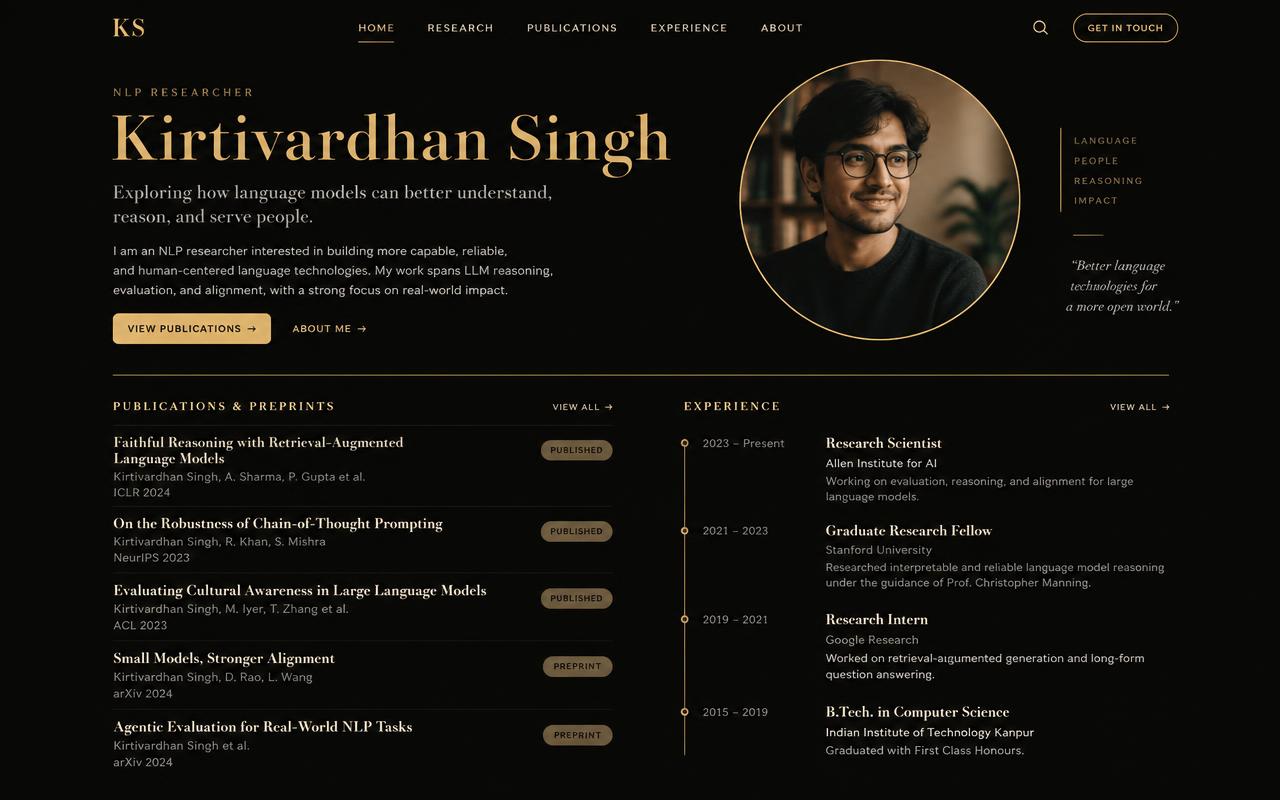 KS
HOME
RESEARCH
PUBLICATIONS
EXPERIENCE
ABOUT
GET IN TOUCH
NLP RESEARCHER
Kirtivardhan Singh
Exploring how language models can better understand,
reason, and serve people.
I am an NLP researcher interested in building more capable, reliable,
and human-centered language technologies. My work spans LLM reasoning,
evaluation, and alignment, with a strong focus on real-world impact.
VIEW PUBLICATIONS →
ABOUT ME →
LANGUAGE
PEOPLE
REASONING
IMPACT
“Better language
technologies for
a more open world.”
PUBLICATIONS & PREPRINTS
VIEW ALL →
Faithful Reasoning with Retrieval-Augmented
Language Models
PUBLISHED
Kirtivardhan Singh, A. Sharma, P. Gupta et al.
ICLR 2024
On the Robustness of Chain-of-Thought Prompting
PUBLISHED
Kirtivardhan Singh, R. Khan, S. Mishra
NeurIPS 2023
Evaluating Cultural Awareness in Large Language Models
PUBLISHED
Kirtivardhan Singh, M. Iyer, T. Zhang et al.
ACL 2023
Small Models, Stronger Alignment
PREPRINT
Kirtivardhan Singh, D. Rao, L. Wang
arXiv 2024
Agentic Evaluation for Real-World NLP Tasks
PREPRINT
Kirtivardhan Singh et al.
arXiv 2024
EXPERIENCE
VIEW ALL →
2023 – Present
Research Scientist
Allen Institute for AI
Working on evaluation, reasoning, and alignment for large
language models.
2021 – 2023
Graduate Research Fellow
Stanford University
Researched interpretable and reliable language model reasoning
under the guidance of Prof. Christopher Manning.
2019 – 2021
Research Intern
Google Research
Worked on retrieval-augmented generation and long-form
question answering.
2015 – 2019
B.Tech. in Computer Science
Indian Institute of Technology Kanpur
Graduated with First Class Honours.